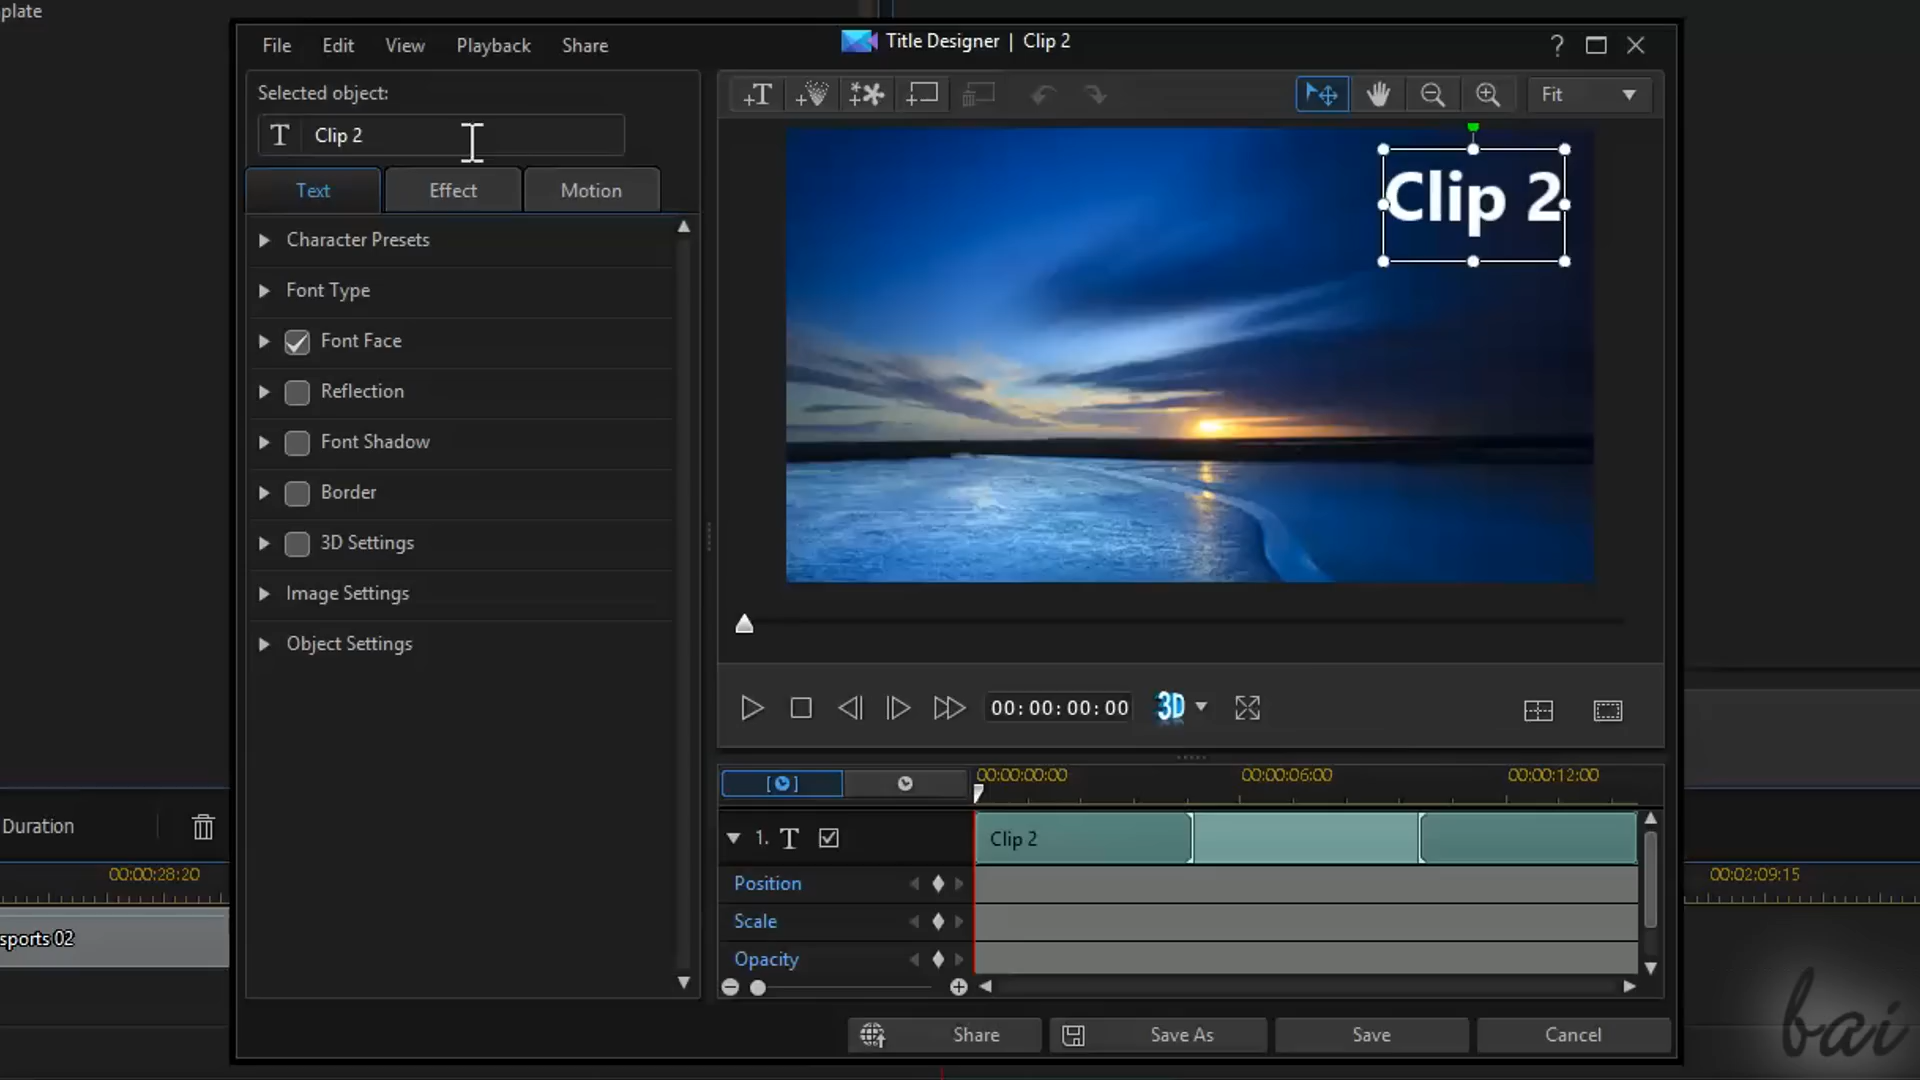 plate
File Edit View Playback Share
Title Designer | Clip 2
?
Selected object:
T Clip 2
Text Effect Motion
Character Presets
Font Type
Font Face
Reflection
Font Shadow
Border
3D Settings
Image Settings
Object Settings
+T
Fit
Clip 2
00:00:00:00 3D
00:00:00:00 00:00:06:00 00:00:12:00
1. T Clip 2
Position
Scale
Opacity
Share Save As Save Cancel
Duration
00:00:28:20
sports 02
00:02:09:15
bai